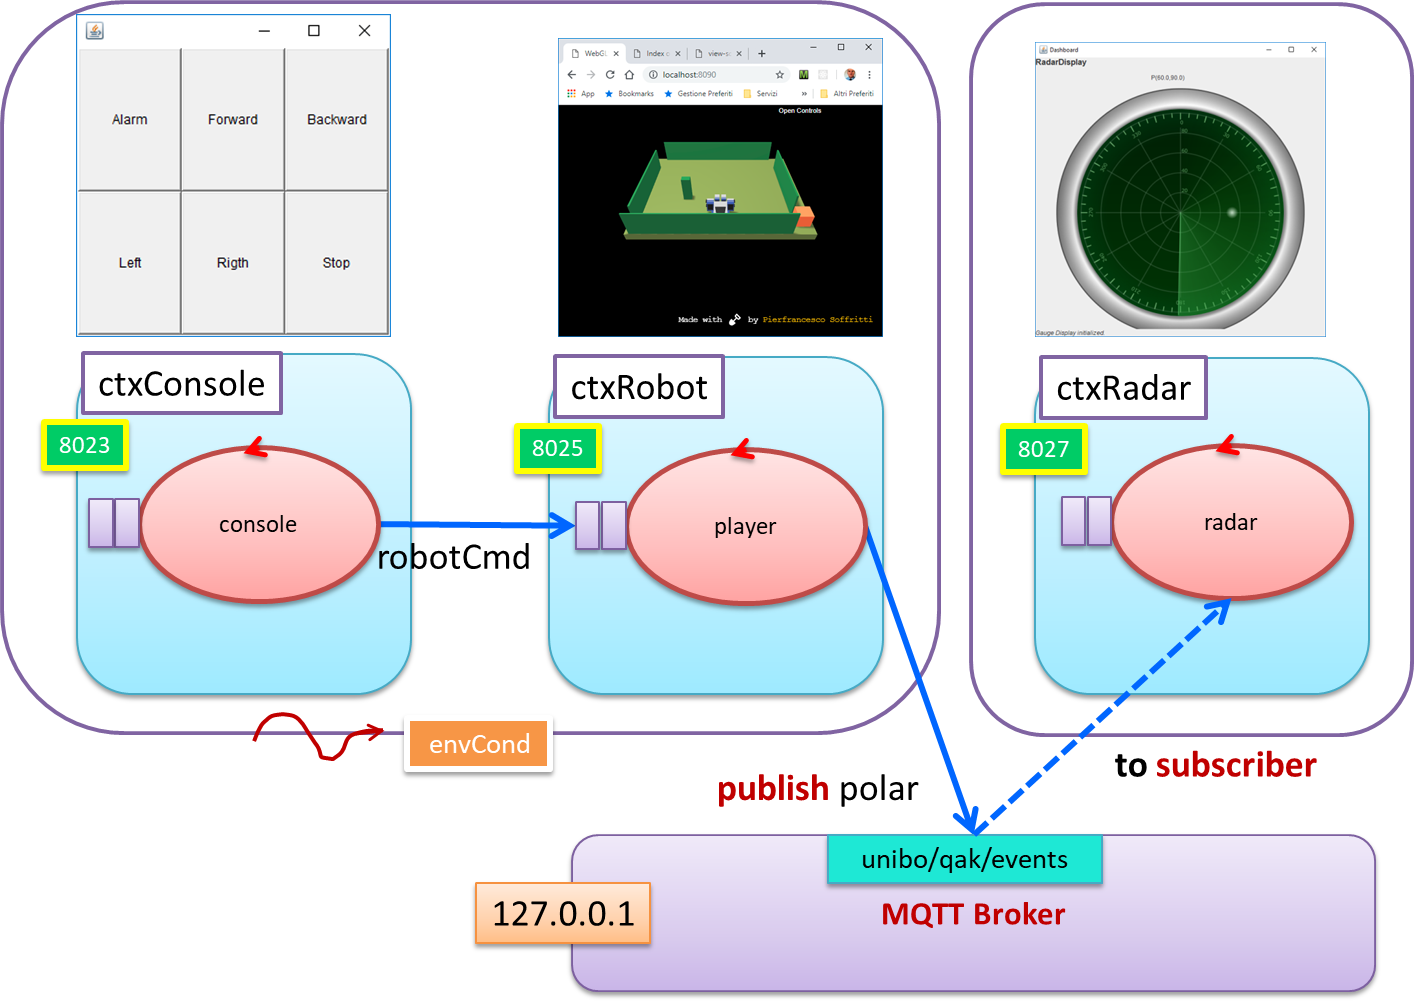 Alarm
Forward
Backward
Left
Rigth
Stop
WebGL
Index o
view-s
localhost:8090
App
Bookmarks
Gestione Preferiti
Servizi
»
Altri Preferiti
Open Controls
Made with by Pierfrancesco Soffritti
Dashboard
RadarDisplay
P(60.0,90.0)
Gauge Display initialized
ctxConsole
8023
console
robotCmd
ctxRobot
8025
player
ctxRadar
8027
radar
envCond
publish polar
to subscriber
unibo/qak/events
127.0.0.1
MQTT Broker